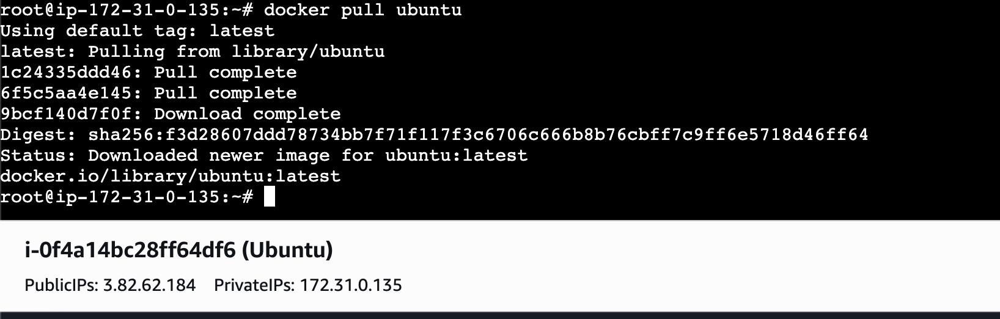 root@ip-172-31-0-135:~# docker pull ubuntu
Using default tag: latest
latest: Pulling from library/ubuntu
1c24335ddd46: Pull complete
6f5c5aa4e145: Pull complete
9bcf140d7f0f: Download complete
Digest: sha256:f3d28607ddd78734bb7f71f117f3c6706c666b8b76cbff7c9ff6e5718d46ff64
Status: Downloaded newer image for ubuntu:latest
docker.io/library/ubuntu:latest
root@ip-172-31-0-135:~#
i-0f4a14bc28ff64df6 (Ubuntu)
PublicIPs: 3.82.62.184 PrivateIPs: 172.31.0.135